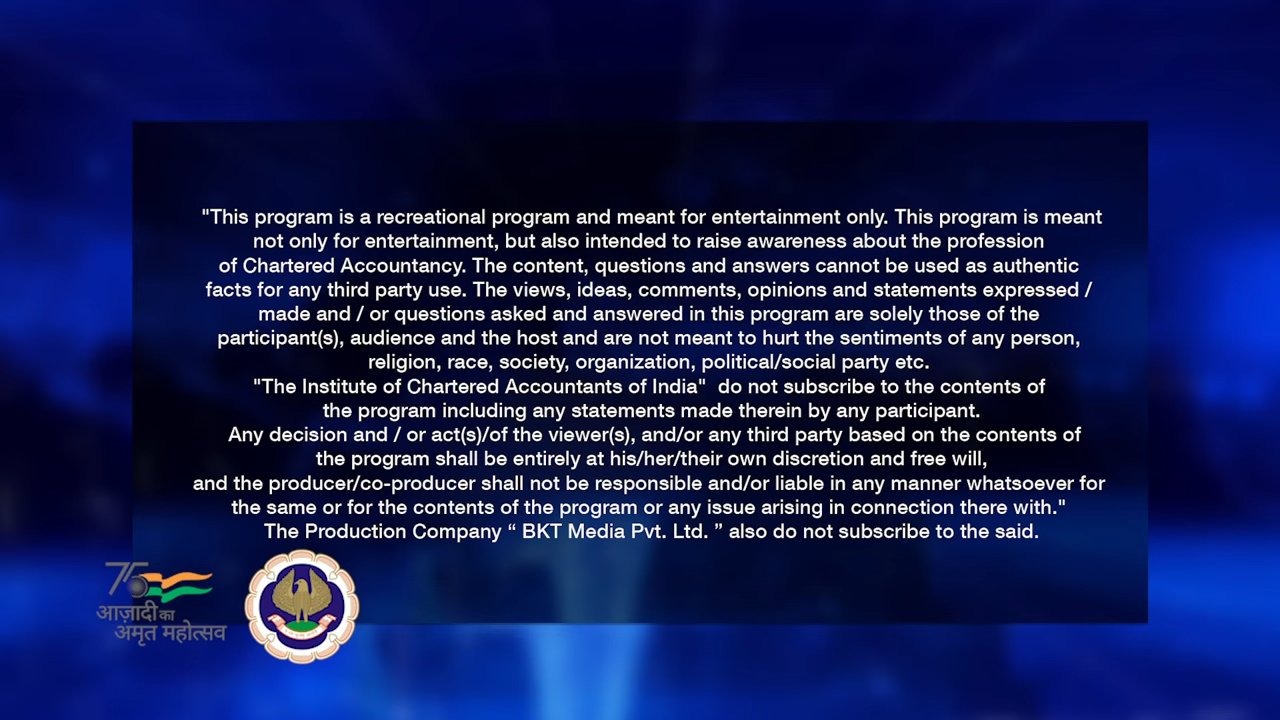 "This program is a recreational program and meant for entertainment only. This program is meant
not only for entertainment, but also intended to raise awareness about the profession
of Chartered Accountancy. The content, questions and answers cannot be used as authentic
facts for any third party use. The views, ideas, comments, opinions and statements expressed /
made and / or questions asked and answered in this program are solely those of the
participant(s), audience and the host and are not meant to hurt the sentiments of any person,
religion, race, society, organization, political/social party etc.
"The Institute of Chartered Accountants of India"  do not subscribe to the contents of
the program including any statements made therein by any participant.
Any decision and / or act(s)/of the viewer(s), and/or any third party based on the contents of
the program shall be entirely at his/her/their own discretion and free will,
and the producer/co-producer shall not be responsible and/or liable in any manner whatsoever for
the same or for the contents of the program or any issue arising in connection there with."
The Production Company “ BKT Media Pvt. Ltd. ” also do not subscribe to the said.
75
आज़ादी का
अमृत महोत्सव